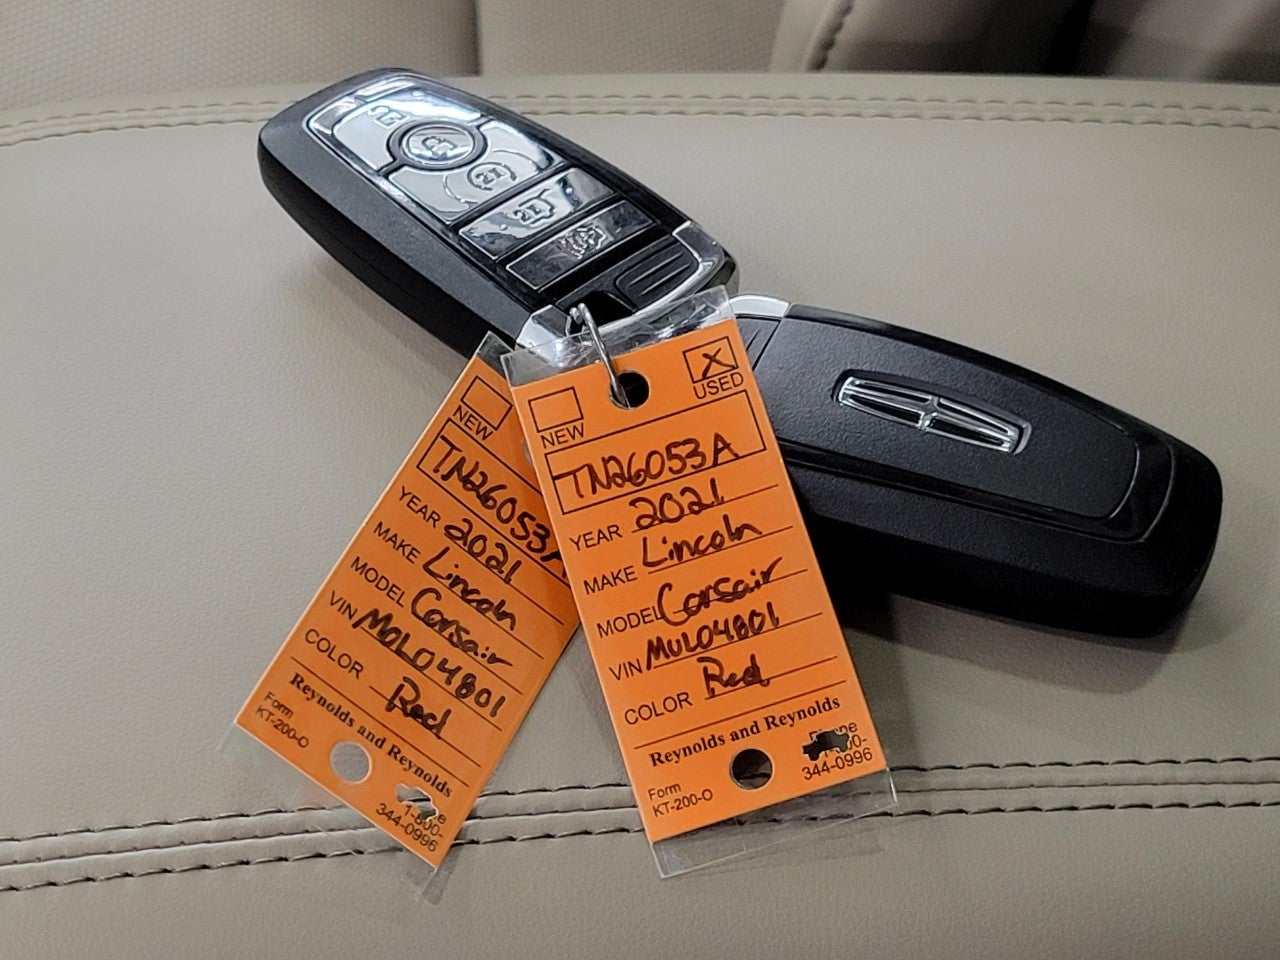 NEW
TN26053A
YEAR 2021
MAKE Lincoln
MODEL Corsair
VIN MUL04801
COLOR Red
Reynolds and Reynolds
Form
KT-200-O
1-800-
344-0996
NEW
USED
TN26053A
YEAR 2021
MAKE Lincoln
MODEL Corsair
VIN MUL04801
COLOR Red
Reynolds and Reynolds
Form
KT-200-O
344-0996
2X
2X